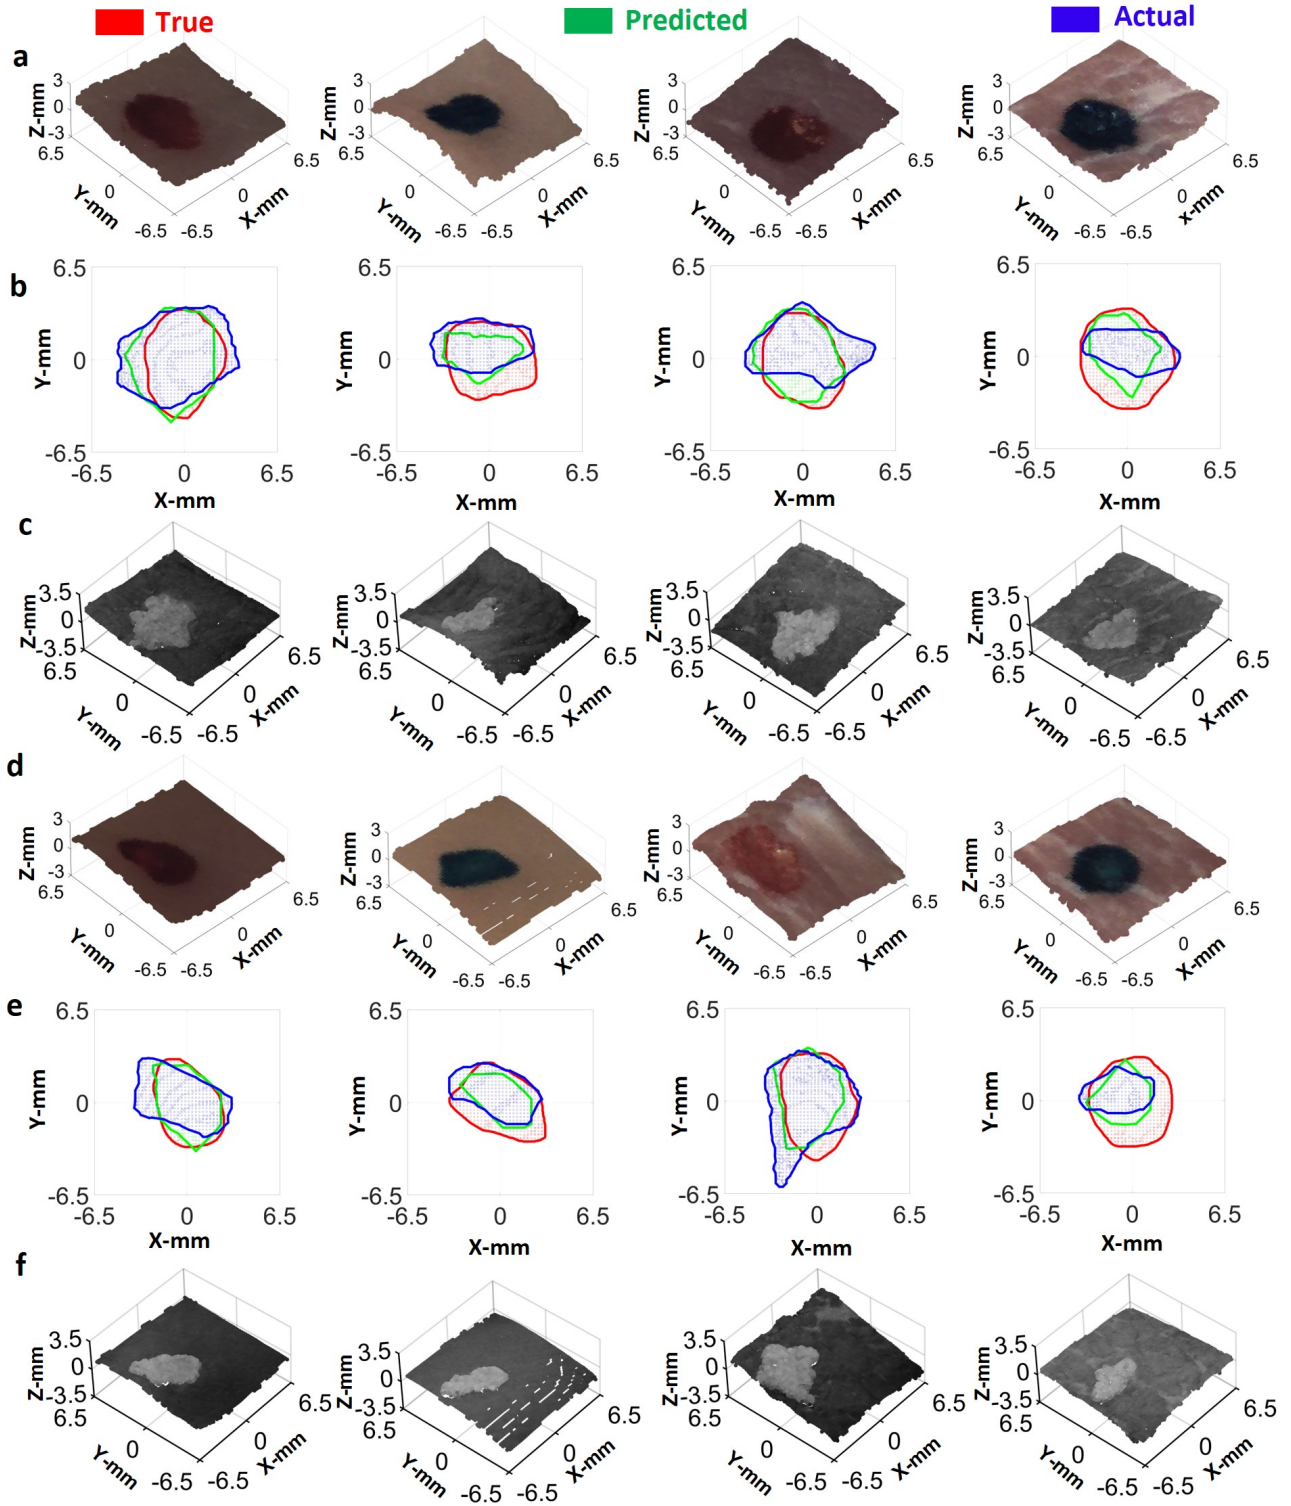 True Predicted Actual
a
3 3 3 3
Z-mm 0 Z-mm 0 Z-mm 0 Z-mm 0
-3 -3 -3 -3
6.5 6.5 6.5 6.5 6.5 6.5 6.5 6.5
Y-mm 0 0 X-mm Y-mm 0 0 X-mm Y-mm 0 0 X-mm Y-mm 0 0 x-mm
-6.5 -6.5 -6.5 -6.5 -6.5 -6.5 -6.5 -6.5
b
6.5 6.5 6.5 6.5
Y-mm 0 Y-mm 0 Y-mm 0 Y-mm 0
-6.5 -6.5 -6.5 -6.5
-6.5 0 6.5 -6.5 0 6.5 -6.5 0 6.5 -6.5 0 6.5
X-mm X-mm X-mm X-mm
c
3.5 3.5 3.5 3.5
Z-mm 0 Z-mm 0 Z-mm 0 Z-mm 0
-3.5 -3.5 -3.5 -3.5
6.5 6.5 6.5 6.5 6.5 6.5 6.5 6.5
Y-mm 0 0 X-mm Y-mm 0 0 X-mm Y-mm 0 0 X-mm Y-mm 0 0 X-mm
-6.5 -6.5 -6.5 -6.5 -6.5 -6.5 -6.5 -6.5
d
3 3 3 3
Z-mm 0 Z-mm 0 Z-mm 0 Z-mm 0
-3 -3 -3 -3
6.5 6.5 6.5 6.5 6.5 6.5 6.5 6.5
Y-mm 0 0 X-mm Y-mm 0 0 X-mm Y-mm 0 0 X-mm Y-mm 0 0 X-mm
-6.5 -6.5 -6.5 -6.5 -6.5 -6.5 -6.5 -6.5
e
6.5 6.5 6.5 6.5
Y-mm 0 Y-mm 0 Y-mm 0 Y-mm 0
-6.5 -6.5 -6.5 -6.5
-6.5 0 6.5 -6.5 0 6.5 -6.5 0 6.5 -6.5 0 6.5
X-mm X-mm X-mm X-mm
f
3.5 3.5 3.5 3.5
Z-mm 0 Z-mm 0 Z-mm 0 Z-mm 0
-3.5 -3.5 -3.5 -3.5
6.5 6.5 6.5 6.5 6.5 6.5 6.5 6.5
Y-mm 0 0 X-mm Y-mm 0 0 X-mm Y-mm 0 0 X-mm Y-mm 0 0 X-mm
-6.5 -6.5 -6.5 -6.5 -6.5 -6.5 -6.5 -6.5